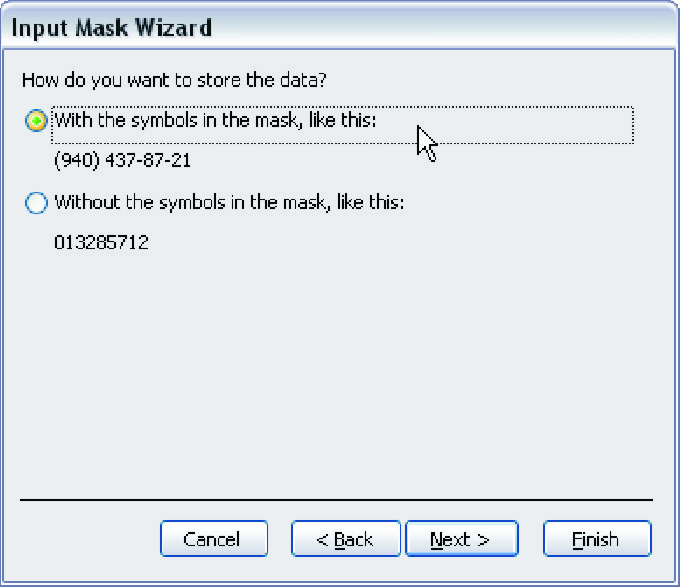 Input Mask Wizard
How do you want to store the data?
With the symbols in the mask, like this:
(940) 437-87-21
Without the symbols in the mask, like this:
013285712
Cancel < Back Next > Finish